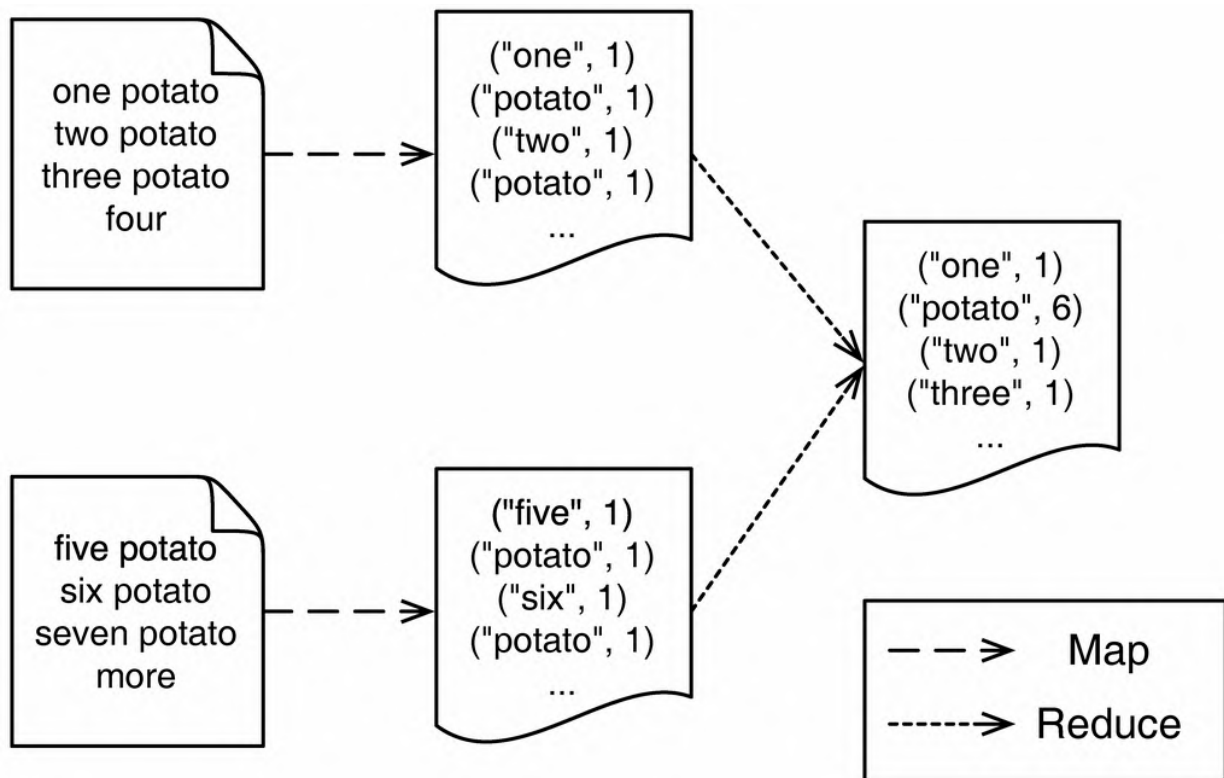 one potato
two potato
three potato
four
("one", 1)
("potato", 1)
("two", 1)
("potato", 1)
...
("one", 1)
("potato", 6)
("two", 1)
("three", 1)
...
five potato
six potato
seven potato
more
("five", 1)
("potato", 1)
("six", 1)
("potato", 1)
...
Map
Reduce